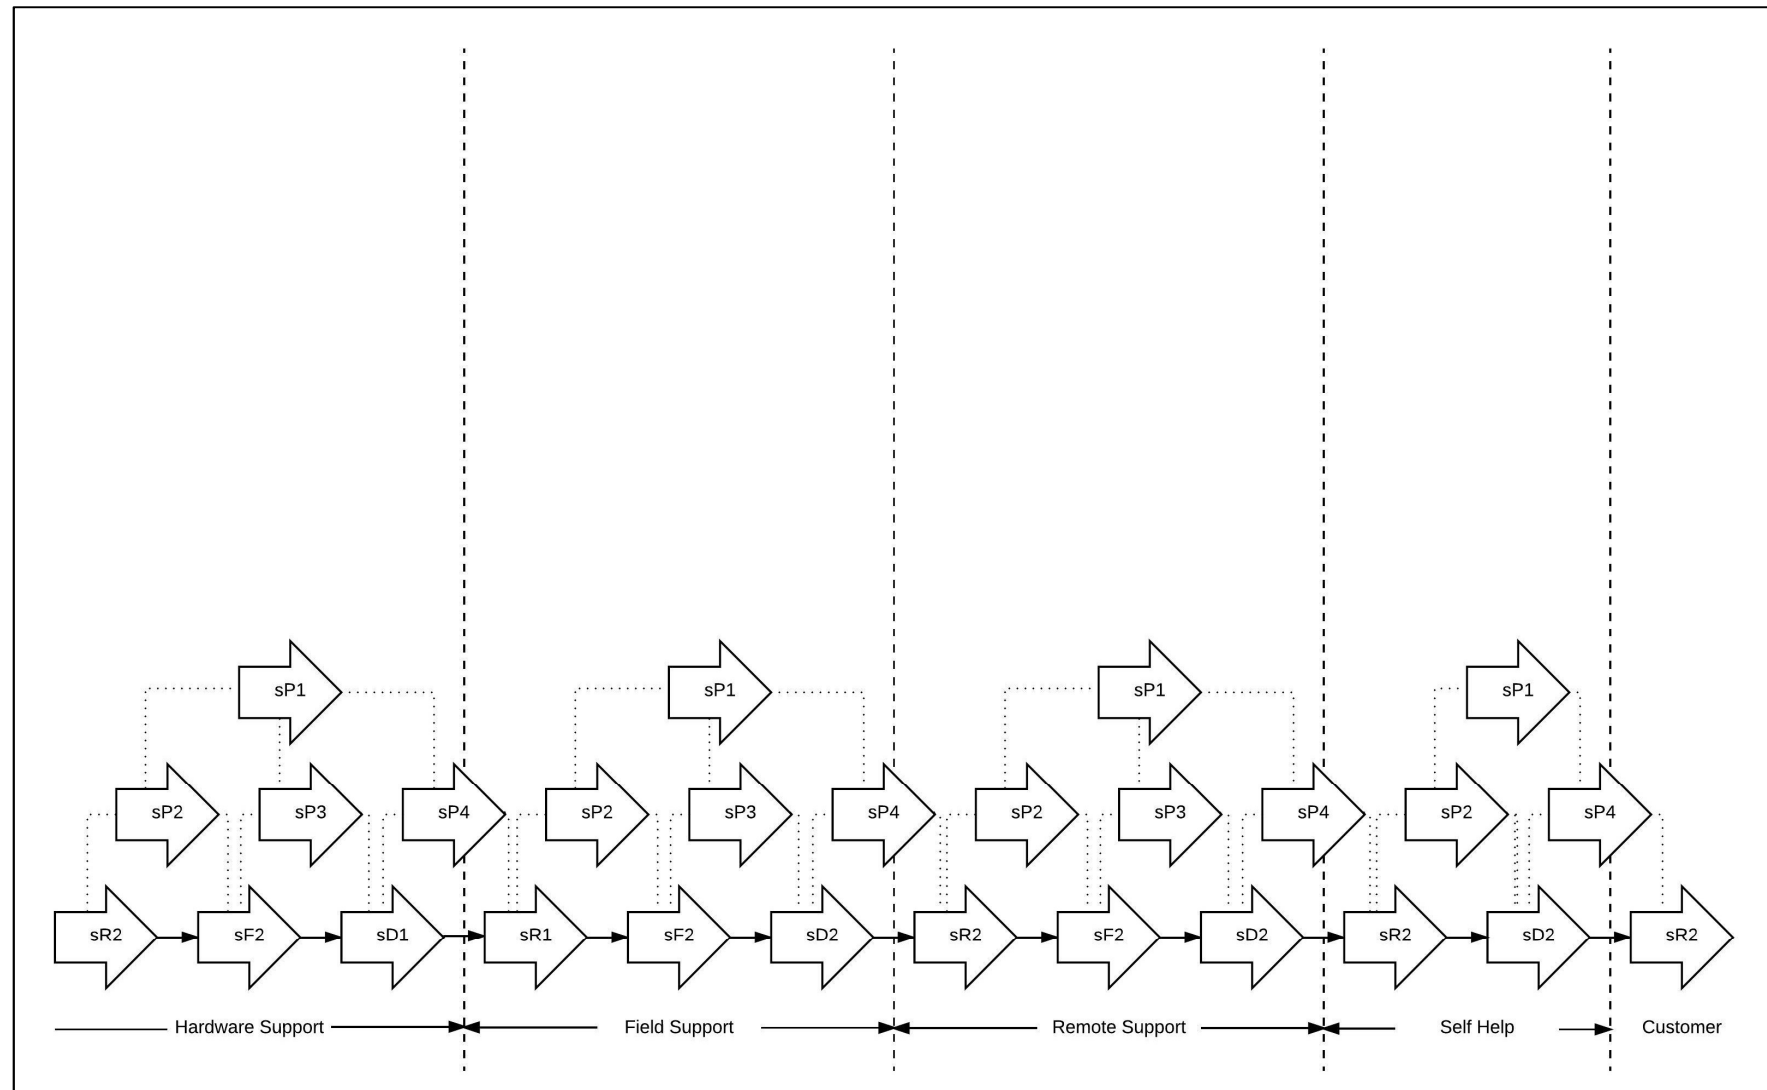 sP1 sP1 sP1 sP1
sP2 sP3 sP4 sP2 sP3 sP4 sP2 sP3 sP4 sP2 sP4
sR2 sF2 sD1 sR1 sF2 sD2 sR2 sF2 sD2 sR2 sD2 sR2
Hardware Support Field Support Remote Support Self Help Customer